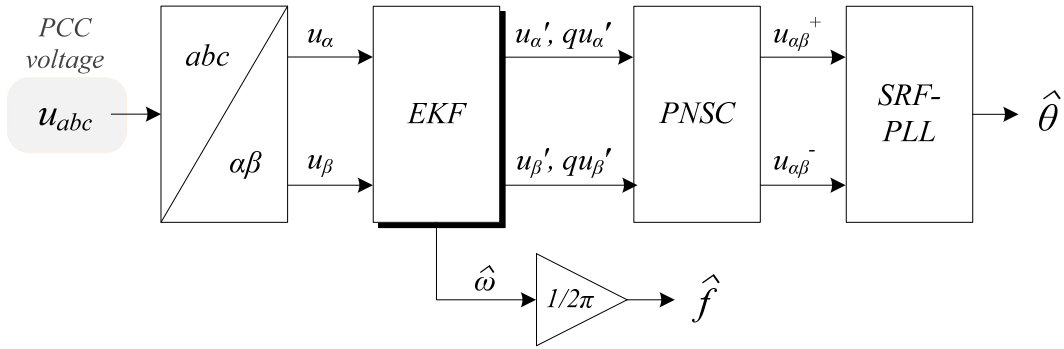 PCC
voltage
u_abc
abc
αβ
u_α
u_β
EKF
u_α′, qu_α′
u_β′, qu_β′
PNSC
u_αβ⁺
u_αβ⁻
SRF-
PLL
θ̂
ω̂
1/2π
f̂